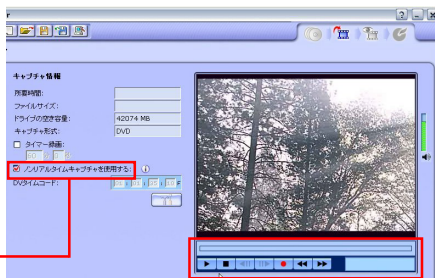 キャプチャ情報
所要時間:
ファイルサイズ:
ドライブの空き容量: 42074 MB
キャプチャ形式: DVD
タイマー録画:
ノンリアルタイムキャプチャを使用する:
DVタイムコード: